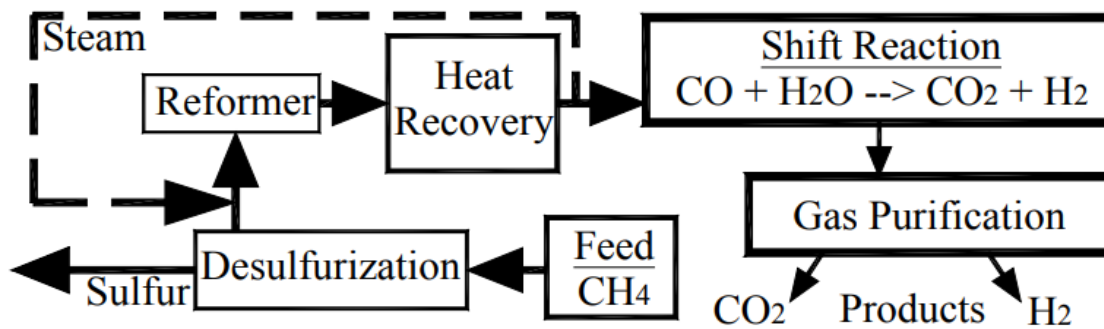 Steam
Reformer
Heat
Recovery
Shift Reaction
CO + H2O --> CO2 + H2
Gas Purification
Desulfurization
Sulfur
Feed
CH4
CO2 Products H2